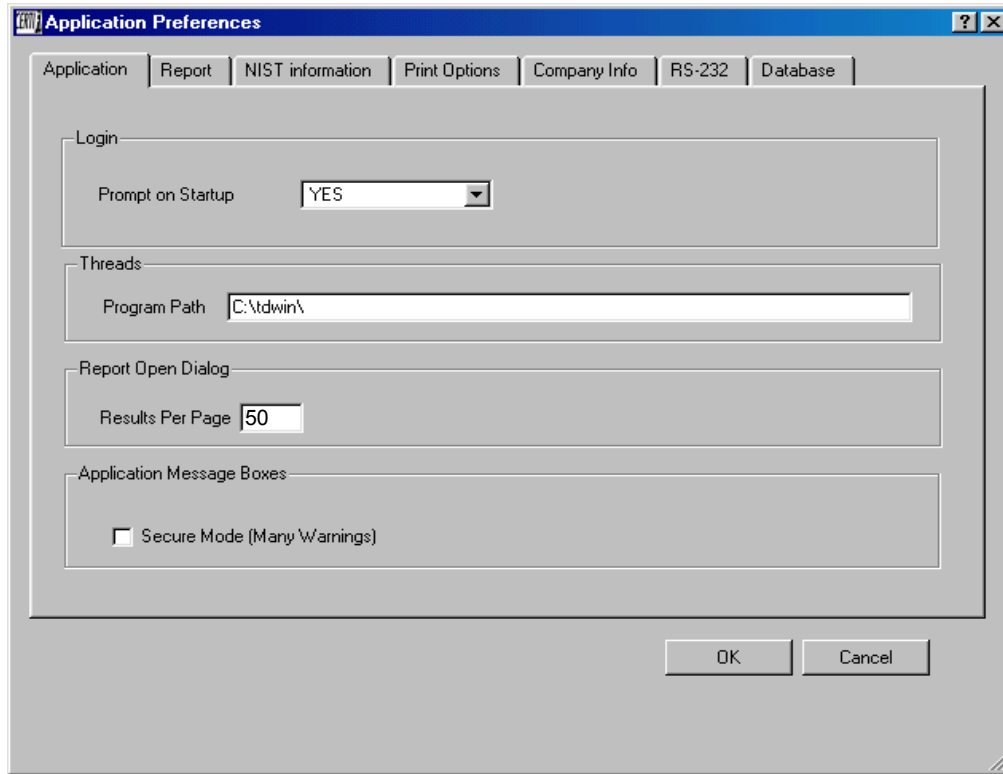 Application Preferences
Application Report NIST information Print Options Company Info RS-232 Database
Login
Prompt on Startup YES
Threads
Program Path C:\tdwin\
Report Open Dialog
Results Per Page 50
Application Message Boxes
Secure Mode (Many Warnings)
OK Cancel